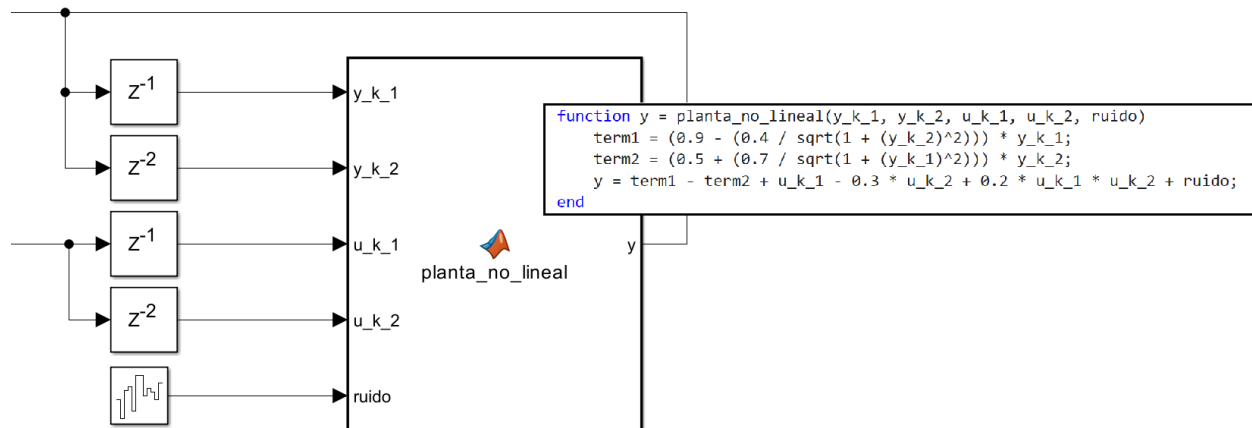 Z-1
y_k_1
Z-2
y_k_2
Z-1
u_k_1
Z-2
u_k_2
ruido
planta_no_lineal
y
function y = planta_no_lineal(y_k_1, y_k_2, u_k_1, u_k_2, ruido)
term1 = (0.9 - (0.4 / sqrt(1 + (y_k_2)^2))) * y_k_1;
term2 = (0.5 + (0.7 / sqrt(1 + (y_k_1)^2))) * y_k_2;
y = term1 - term2 + u_k_1 - 0.3 * u_k_2 + 0.2 * u_k_1 * u_k_2 + ruido;
end